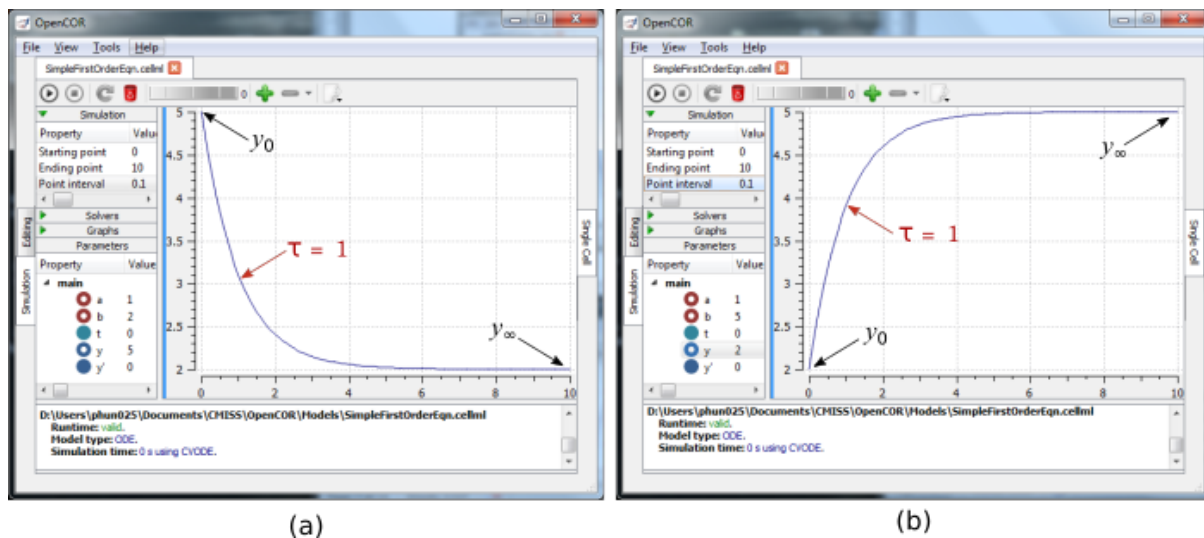 OpenCOR
File View Tools Help
SimpleFirstOrderEqn.cellml
0
Simulation
Property Valu
Starting point 0
Ending point 10
Point interval 0.1
Solvers
Graphs
Parameters
Property Value
main
a 1
b 2
t 0
y 5
y' 0
Editing
Simulation
Single Cell
5
4.5
4
3.5
3
2.5
2
0 2 4 6 8 10
y₀
τ = 1
y∞
D:\Users\phun025\Documents\CMISS\OpenCOR\Models\SimpleFirstOrderEqn.cellml
Runtime: valid.
Model type: ODE.
Simulation time: 0 s using CVODE.
(a)
OpenCOR
File View Tools Help
SimpleFirstOrderEqn.cellml
0
Simulation
Property Valu
Starting point 0
Ending point 10
Point interval 0.1
Solvers
Graphs
Parameters
Property Value
main
a 1
b 5
t 0
y 2
y' 0
Editing
Simulation
Single Cell
5
4.5
4
3.5
3
2.5
2
0 2 4 6 8 10
y∞
τ = 1
y₀
D:\Users\phun025\Documents\CMISS\OpenCOR\Models\SimpleFirstOrderEqn.cellml
Runtime: valid.
Model type: ODE.
Simulation time: 0 s using CVODE.
(b)